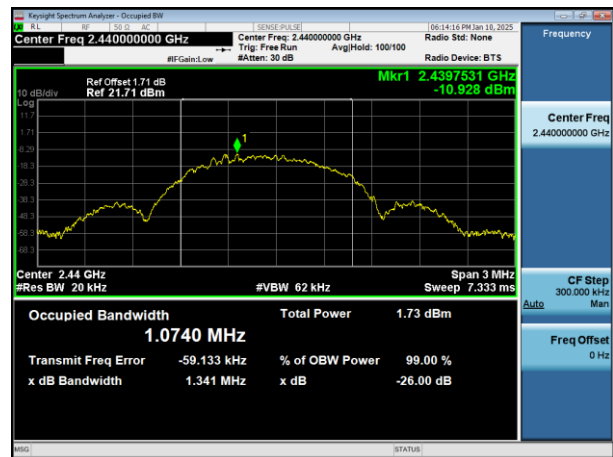 Keysight Spectrum Analyzer - Occupied BW
RL RF 50 Ω AC SENSE:PULSE 06:14:16 PM Jan 10, 2025
Center Freq 2.440000000 GHz Center Freq: 2.440000000 GHz Radio Std: None Frequency
Trig: Free Run Avg|Hold: 100/100
#IFGain:Low #Atten: 30 dB Radio Device: BTS
Ref Offset 1.71 dB Mkr1 2.4397531 GHz
10 dB/div Ref 21.71 dBm -10.928 dBm
Log
11.7
1.71
-8.29
-18.3
-28.3
-38.3
-48.3
-58.3
-68.3
1
Center Freq
2.440000000 GHz
Center 2.44 GHz Span 3 MHz
#Res BW 20 kHz #VBW 62 kHz Sweep 7.333 ms
CF Step
300.000 kHz
Auto Man
Occupied Bandwidth Total Power 1.73 dBm
1.0740 MHz
Freq Offset
0 Hz
Transmit Freq Error -59.133 kHz % of OBW Power 99.00 %
x dB Bandwidth 1.341 MHz x dB -26.00 dB
MSG STATUS